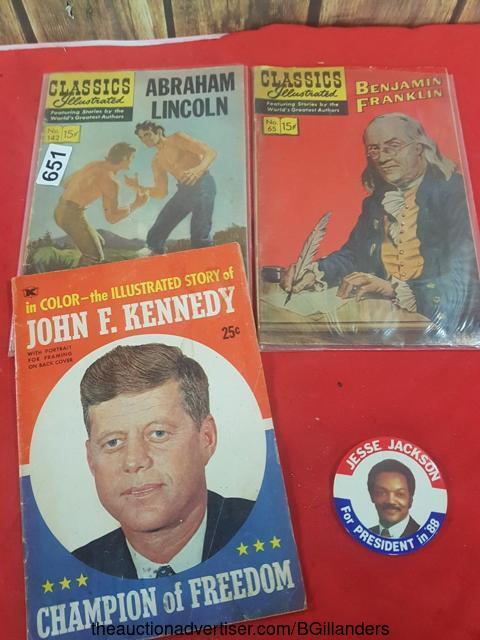 CLASSICS
Illustrated
Featuring Stories by the
World's Greatest Authors
No.
142
15¢
ABRAHAM
LINCOLN
651
CLASSICS
Illustrated
Featuring Stories by the
World's Greatest Authors
No.
65
15¢
BENJAMIN
FRANKLIN
K
in COLOR—the ILLUSTRATED STORY of
JOHN F. KENNEDY
WITH PORTRAIT
FOR FRAMING
ON BACK COVER
25¢
CHAMPION of FREEDOM
JESSE JACKSON
For PRESIDENT in '88
theauctionadvertiser.com/BGillanders